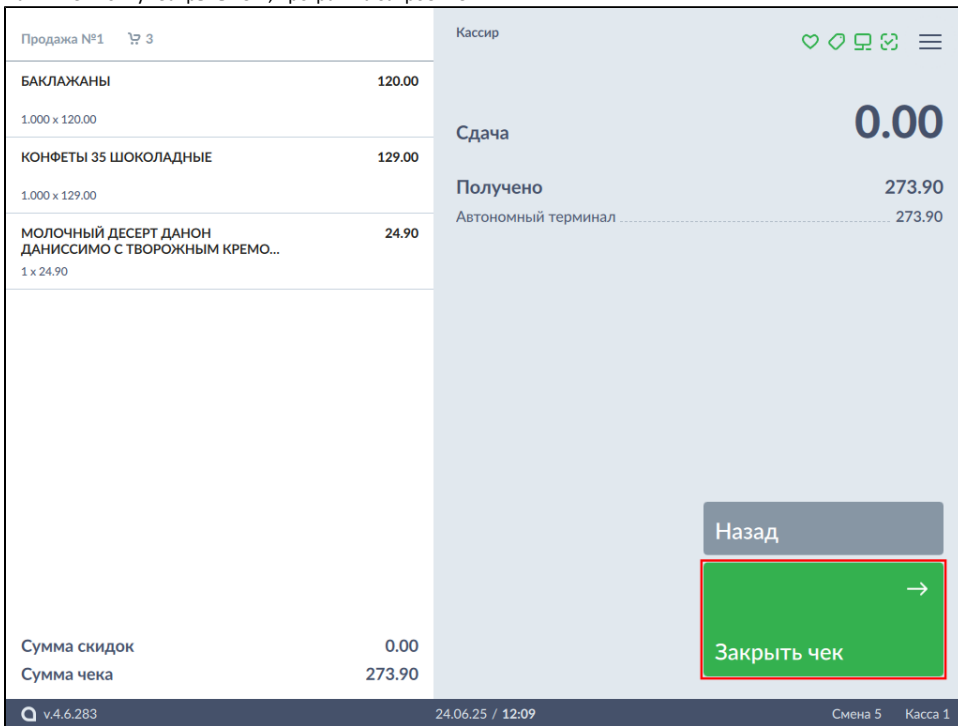 Продажа №1 3
БАКЛАЖАНЫ 120.00
1.000 x 120.00
КОНФЕТЫ 35 ШОКОЛАДНЫЕ 129.00
1.000 x 129.00
МОЛОЧНЫЙ ДЕСЕРТ ДАНОН 24.90
ДАНИССИМО С ТВОРОЖНЫМ КРЕМО...
1 x 24.90
Сумма скидок 0.00
Сумма чека 273.90
Кассир
Сдача 0.00
Получено 273.90
Автономный терминал 273.90
Назад
Закрыть чек
v.4.6.283 24.06.25 / 12:09 Смена 5 Касса 1